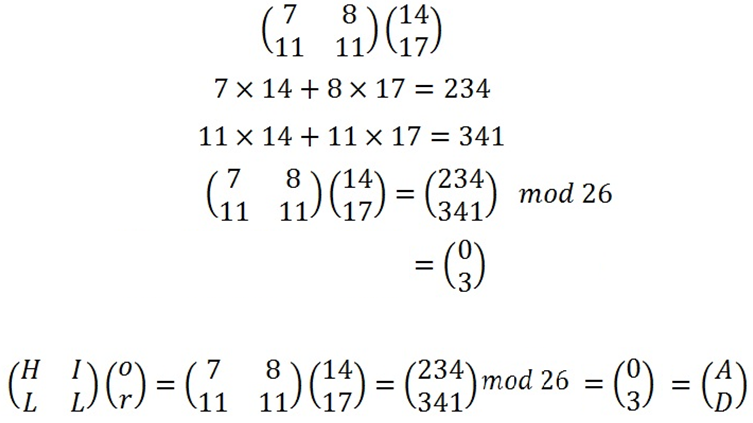 (7 8
11 11)(14
17)
7 × 14 + 8 × 17 = 234
11 × 14 + 11 × 17 = 341
(7 8
11 11)(14
17) = (234
341) mod 26
= (0
3)
(H I
L L)(o
r) = (7 8
11 11)(14
17) = (234
341) mod 26 = (0
3) = (A
D)